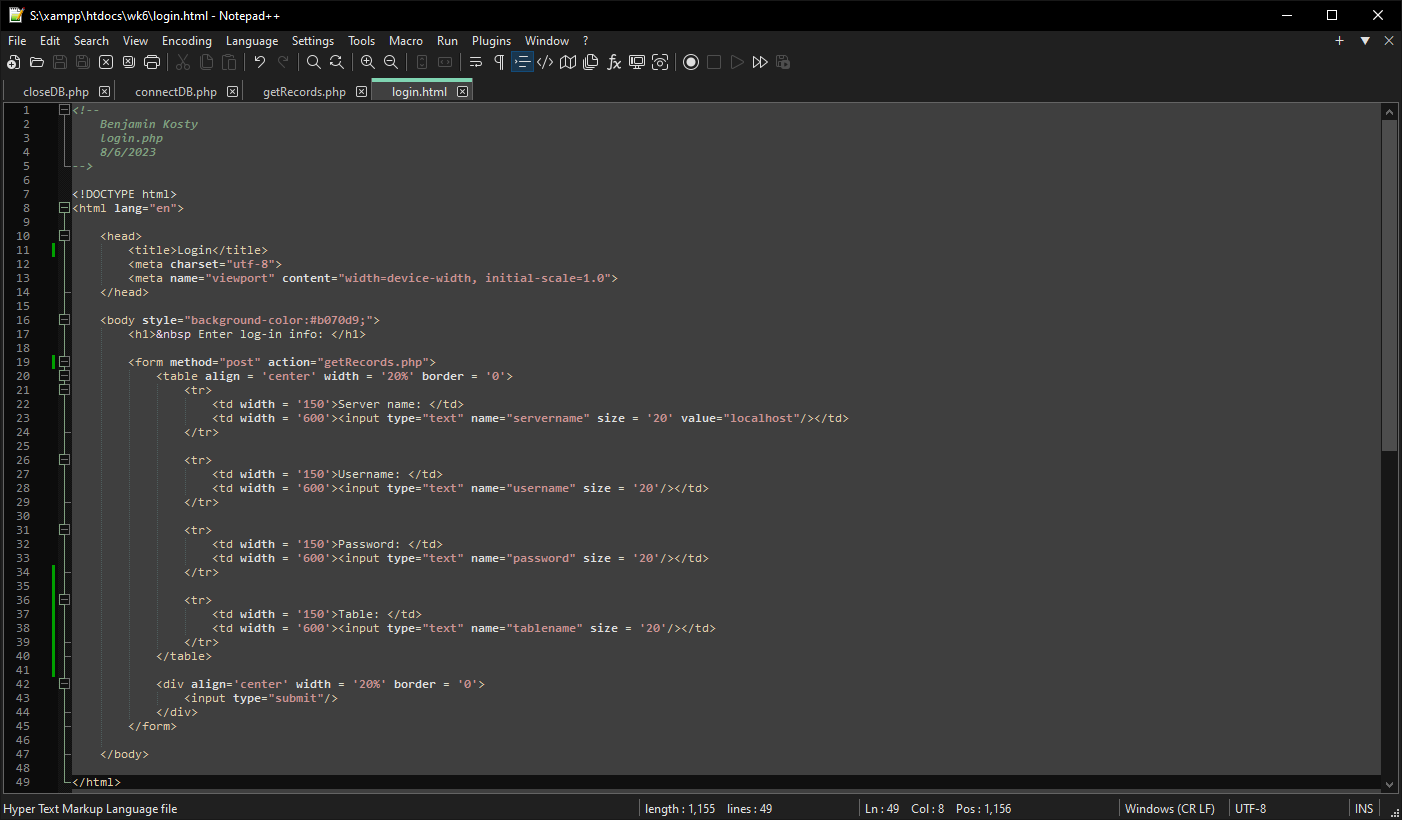 S:\xampp\htdocs\wk6\login.html - Notepad++
File Edit Search View Encoding Language Settings Tools Macro Run Plugins Window ?
closeDB.php connectDB.php getRecords.php login.html
1 <!--
2 Benjamin Kosty
3 Login.php
4 8/6/2023
5 -->
6
7 <!DOCTYPE html>
8 <html lang="en">
9
10 <head>
11 <title>Login</title>
12 <meta charset="utf-8">
13 <meta name="viewport" content="width=device-width, initial-scale=1.0">
14 </head>
15
16 <body style="background-color:#b070d9;">
17 <h1>&nbsp Enter log-in info: </h1>
18
19 <form method="post" action="getRecords.php">
20 <table align = 'center' width = '20%' border = '0'>
21 <tr>
22 <td width = '150'>Server name: </td>
23 <td width = '600'><input type="text" name="servername" size = '20' value="localhost"/></td>
24 </tr>
25
26 <tr>
27 <td width = '150'>Username: </td>
28 <td width = '600'><input type="text" name="username" size = '20'/></td>
29 </tr>
30
31 <tr>
32 <td width = '150'>Password: </td>
33 <td width = '600'><input type="text" name="password" size = '20'/></td>
34 </tr>
35
36 <tr>
37 <td width = '150'>Table: </td>
38 <td width = '600'><input type="text" name="tablename" size = '20'/></td>
39 </tr>
40 </table>
41
42 <div align='center' width = '20%' border = '0'>
43 <input type="submit"/>
44 </div>
45 </form>
46
47 </body>
48
49 </html>
Hyper Text Markup Language file length : 1,155 lines : 49 Ln : 49 Col : 8 Pos : 1,156 Windows (CR LF) UTF-8 INS